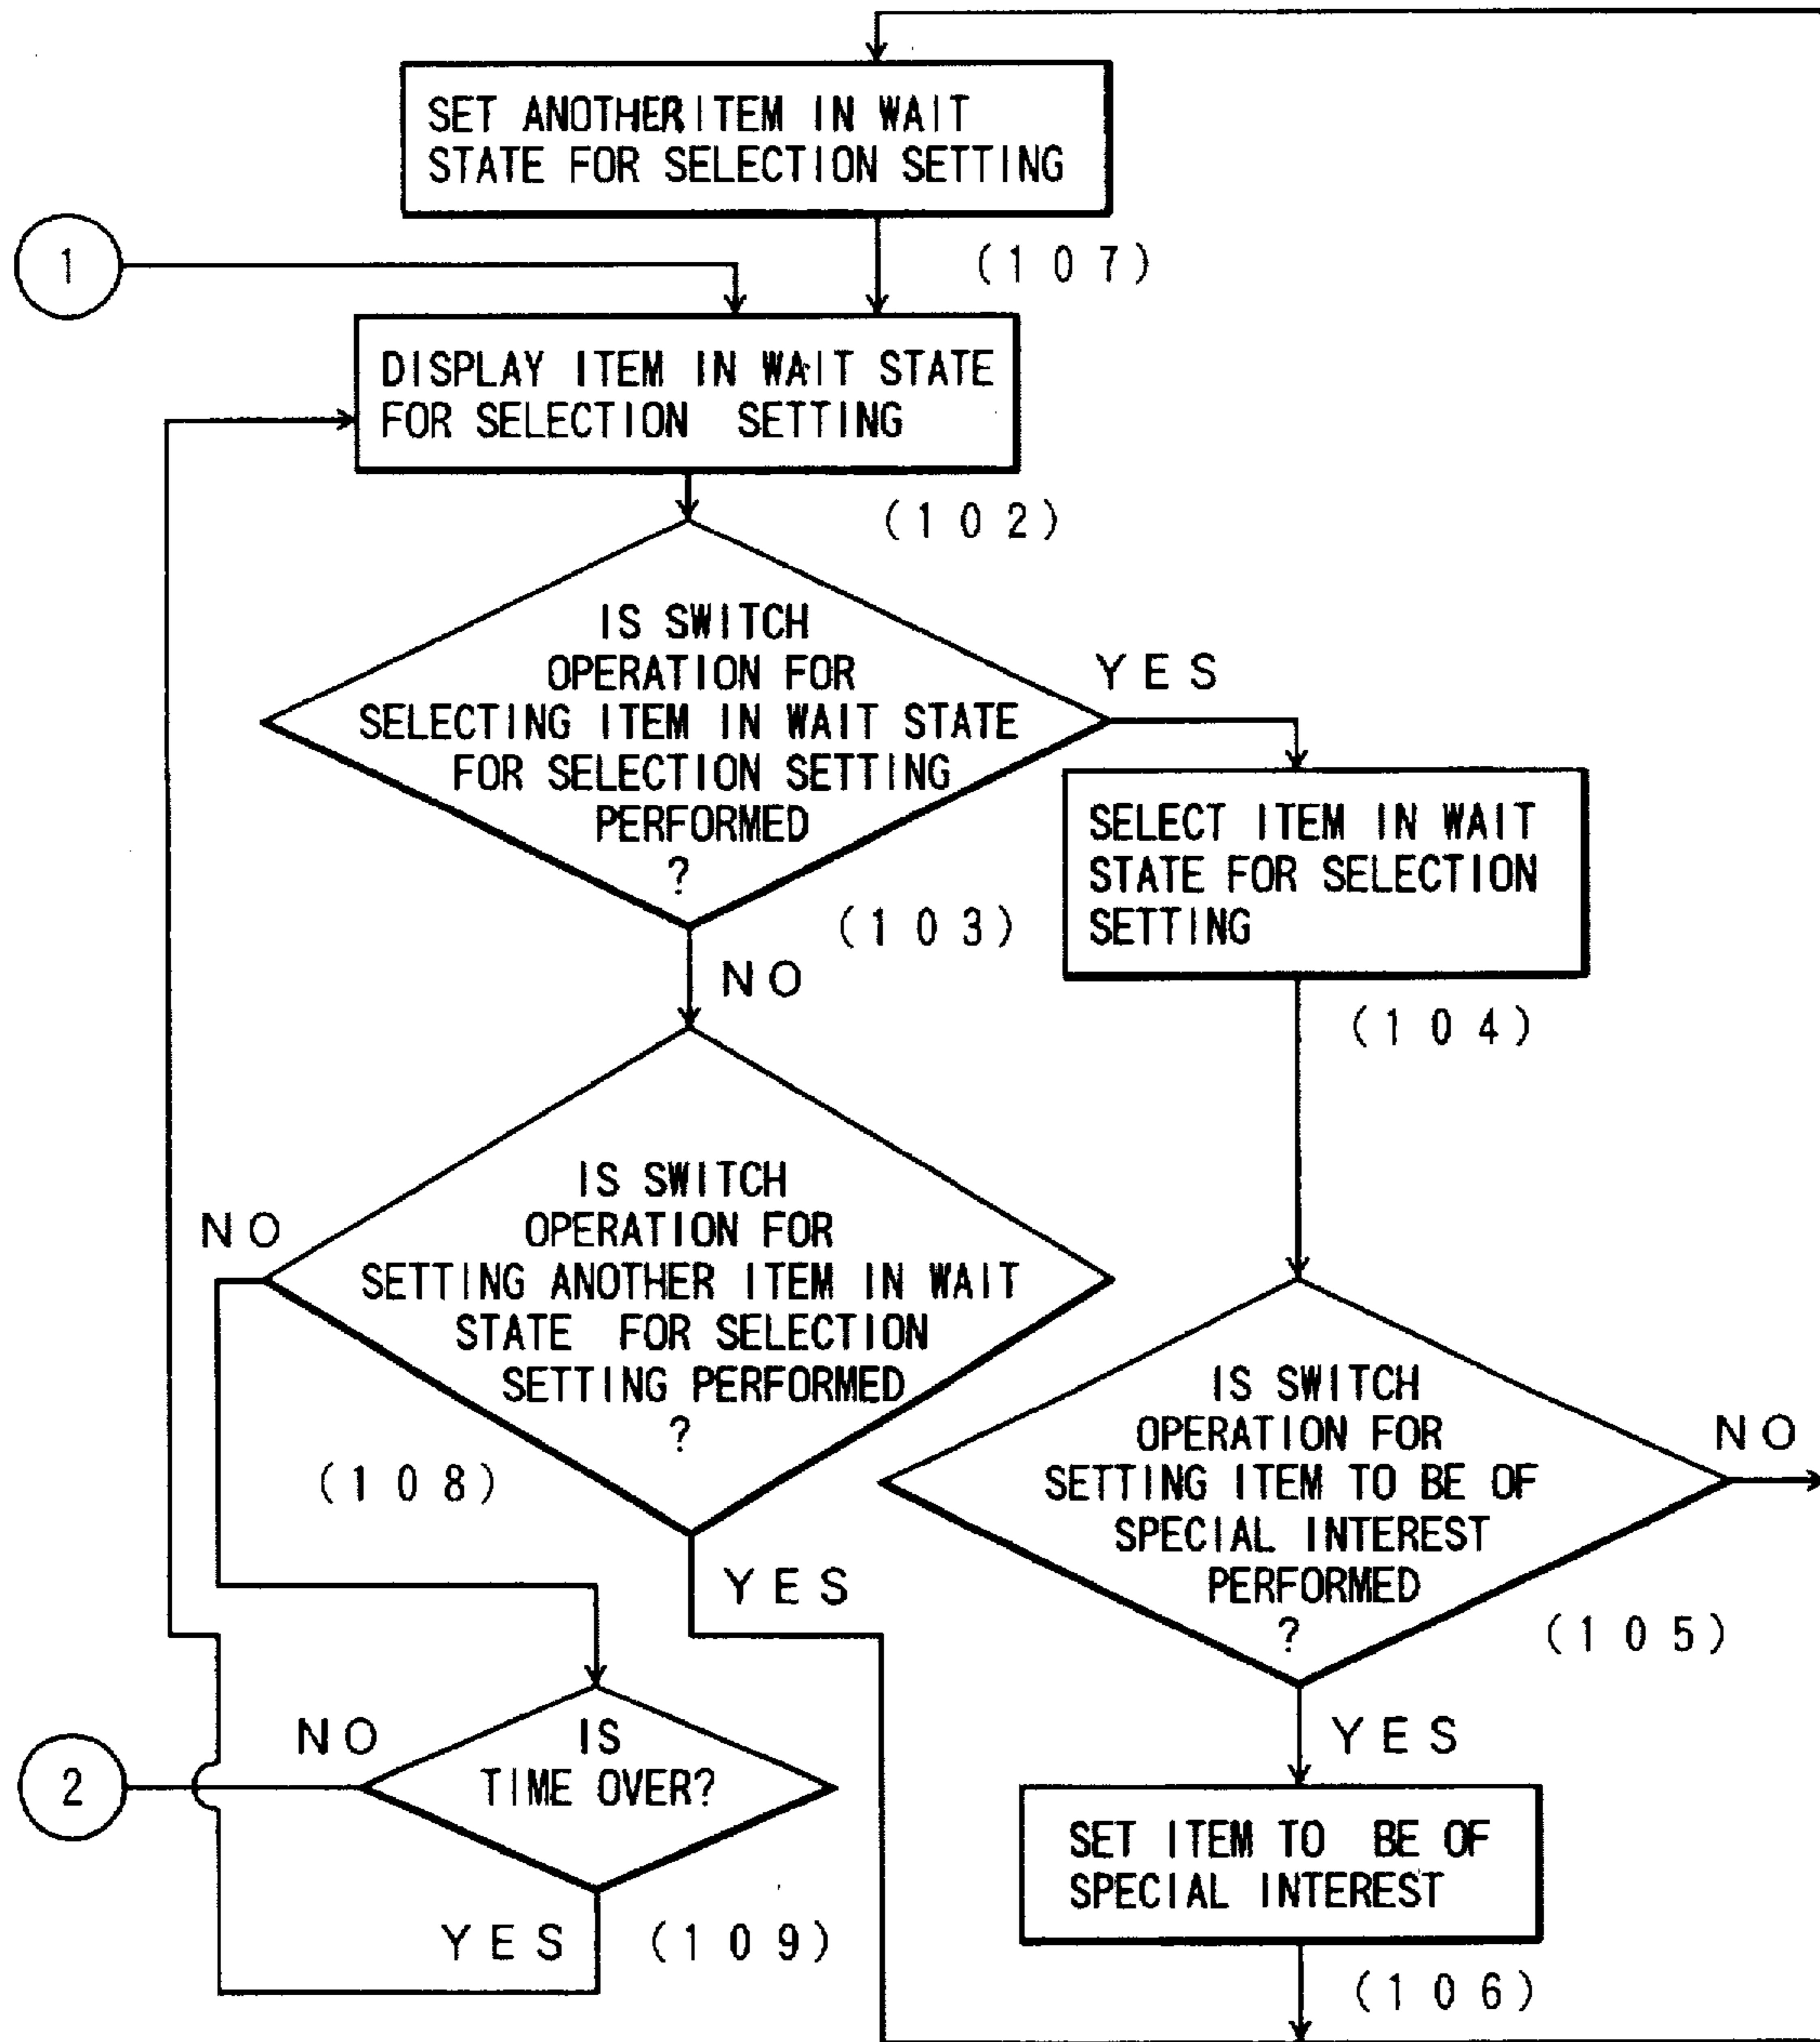 SET ANOTHER ITEM IN WAIT
STATE FOR SELECTION SETTING
(107)
1
DISPLAY ITEM IN WAIT STATE
FOR SELECTION SETTING
(102)
IS SWITCH
OPERATION FOR
SELECTING ITEM IN WAIT STATE
FOR SELECTION SETTING
PERFORMED
?
YES
(103)
NO
SELECT ITEM IN WAIT
STATE FOR SELECTION
SETTING
(104)
IS SWITCH
OPERATION FOR
SETTING ANOTHER ITEM IN WAIT
STATE FOR SELECTION
SETTING PERFORMED
?
NO
(108)
YES
IS SWITCH
OPERATION FOR
SETTING ITEM TO BE OF
SPECIAL INTEREST
PERFORMED
?
NO
(105)
YES
IS
TIME OVER?
NO
2
YES
(109)
SET ITEM TO BE OF
SPECIAL INTEREST
(106)